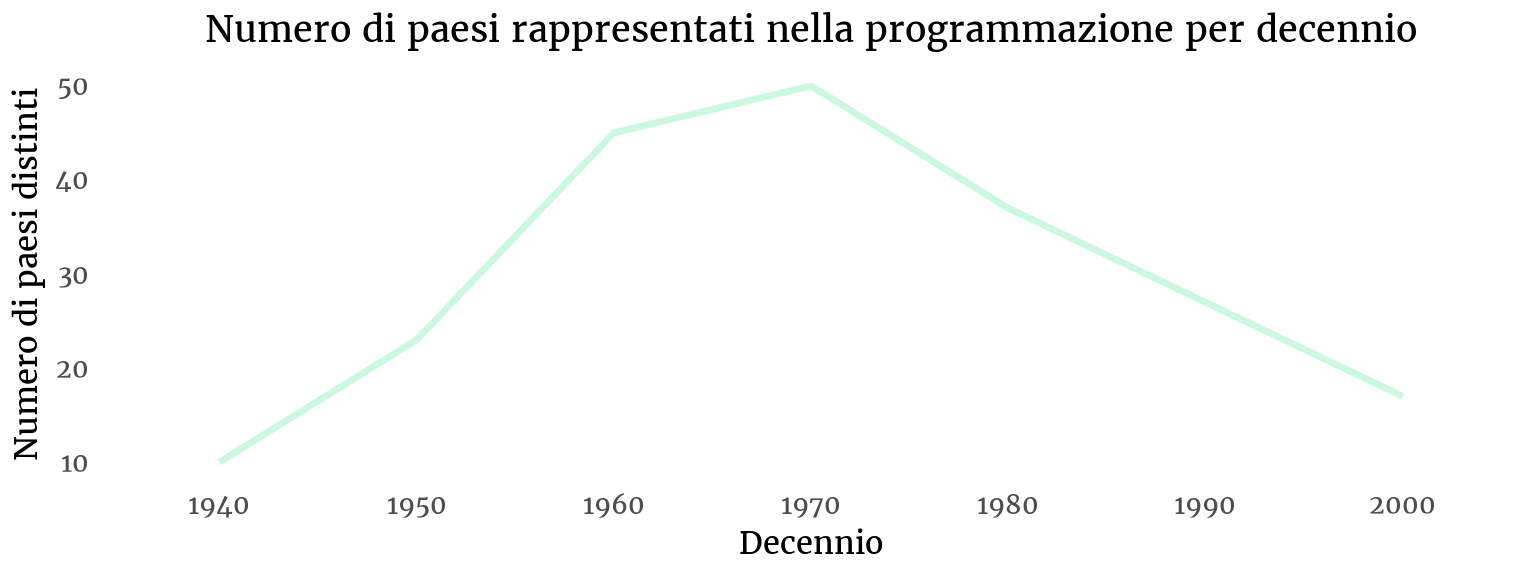 Numero di paesi rappresentati nella programmazione per decennio
Numero di paesi distinti
50
40
30
20
10
1940 1950 1960 1970 1980 1990 2000
Decennio